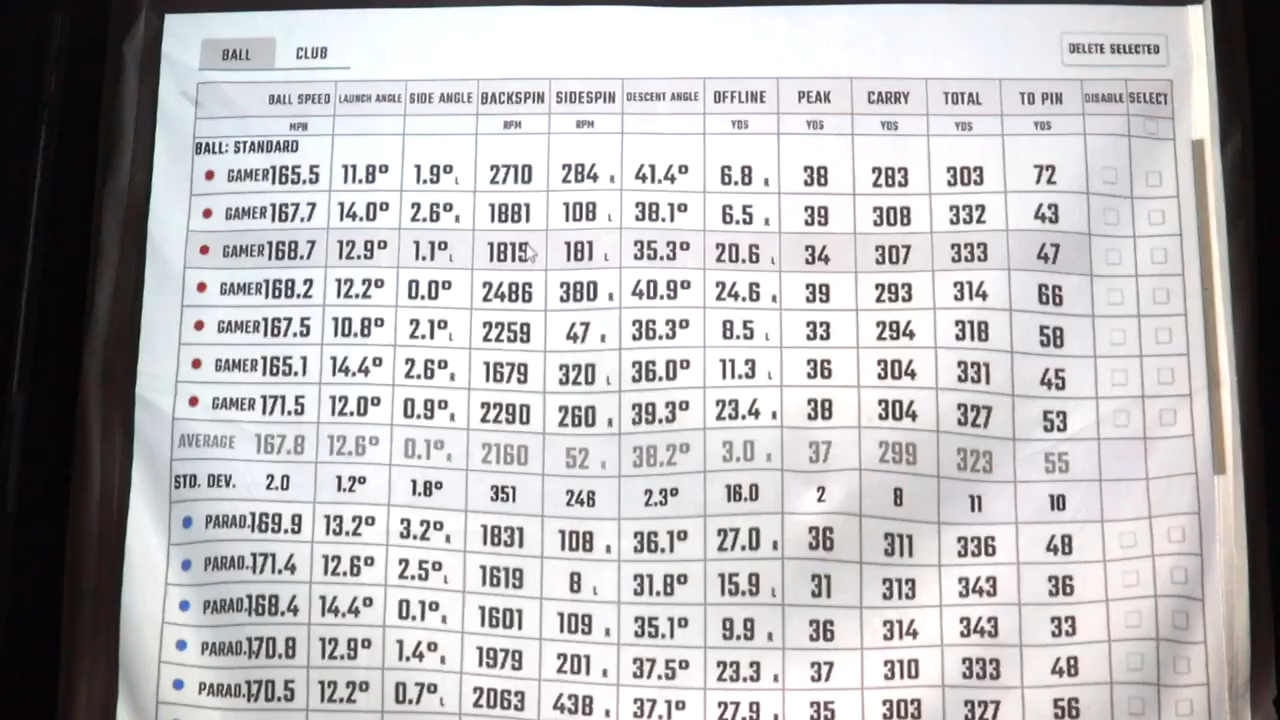 BALL CLUB DELETE SELECTED
BALL SPEED LAUNCH ANGLE SIDE ANGLE BACKSPIN SIDESPIN DESCENT ANGLE OFFLINE PEAK CARRY TOTAL TO PIN DISABLE SELECT
MPH RPM RPM YDS YDS YDS YDS YDS
BALL: STANDARD
GAMER 165.5 11.8° 1.9° L 2710 284 R 41.4° 6.8 R 38 283 303 72
GAMER 167.7 14.0° 2.6° R 1881 108 L 38.1° 6.5 R 39 308 332 43
GAMER 168.7 12.9° 1.1° L 1815 181 L 35.3° 20.6 L 34 307 333 47
GAMER 168.2 12.2° 0.0° 2486 380 R 40.9° 24.6 R 39 293 314 66
GAMER 167.5 10.8° 2.1° L 2259 47 R 36.3° 8.5 L 33 294 318 58
GAMER 165.1 14.4° 2.6° R 1679 320 L 36.0° 11.3 L 36 304 331 45
GAMER 171.5 12.0° 0.9° R 2290 260 R 39.3° 23.4 R 38 304 327 53
AVERAGE 167.8 12.6° 0.1° R 2160 52 R 38.2° 3.0 R 37 299 323 55
STD. DEV. 2.0 1.2° 1.8° 351 246 2.3° 16.0 2 8 11 10
PARAD. 169.9 13.2° 3.2° R 1831 108 R 36.1° 27.0 R 36 311 336 48
PARAD. 171.4 12.6° 2.5° L 1619 8 L 31.8° 15.9 L 31 313 343 36
PARAD. 168.4 14.4° 0.1° R 1601 109 R 35.1° 9.9 R 36 314 343 33
PARAD. 170.8 12.9° 1.4° R 1979 201 R 37.5° 23.3 R 37 310 333 48
PARAD. 170.5 12.2° 0.7° L 2063 438 R 37.1° 27.9 R 35 303 327 56